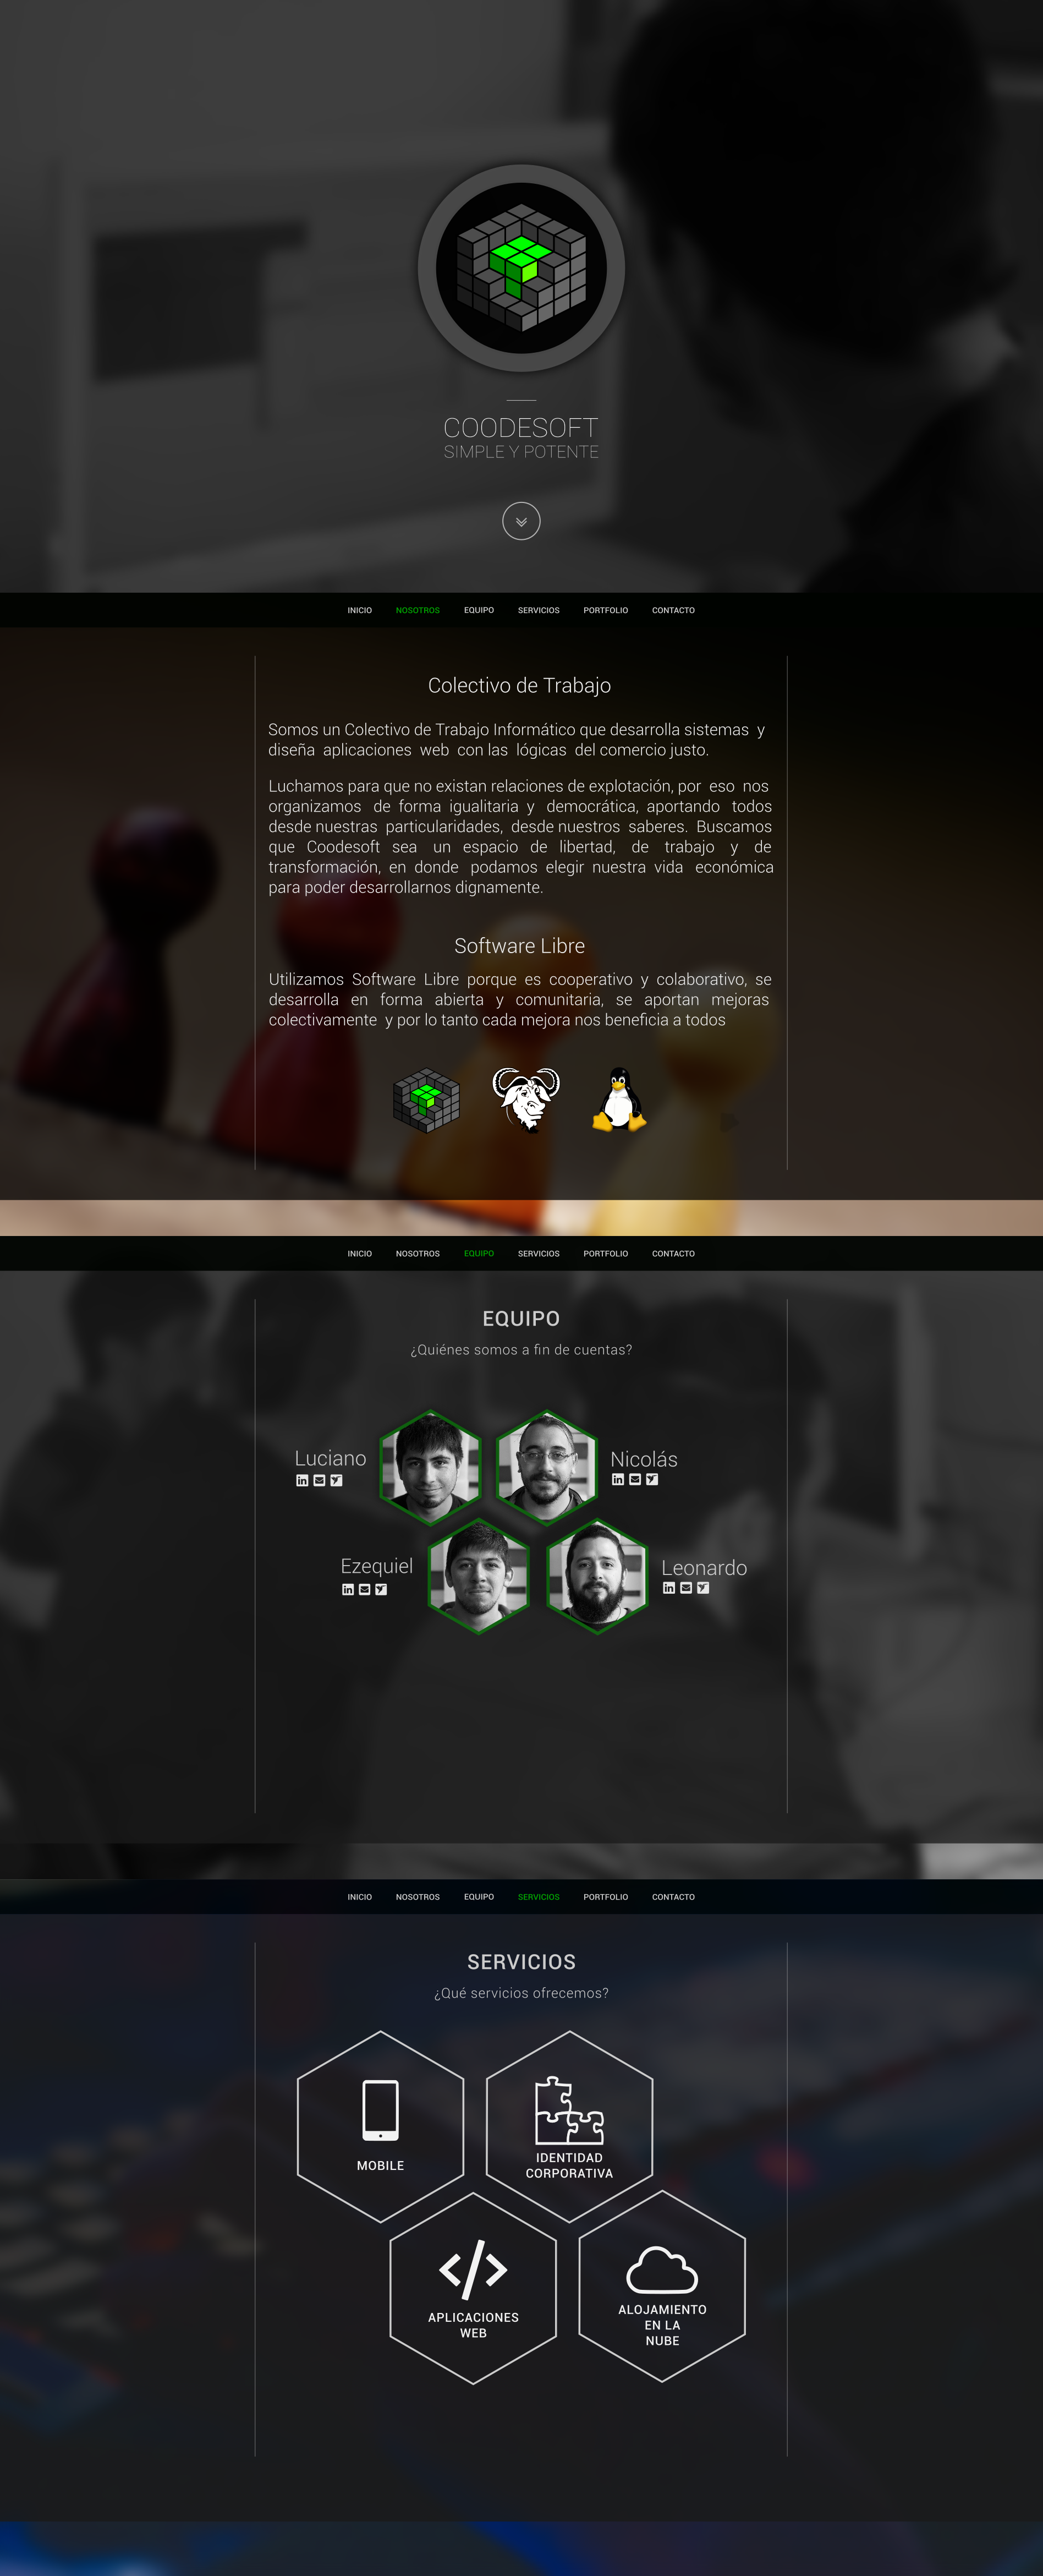 COODESOFT
SIMPLE Y POTENTE
INICIO NOSOTROS EQUIPO SERVICIOS PORTFOLIO CONTACTO
Colectivo de Trabajo
Somos un Colectivo de Trabajo Informático que desarrolla sistemas y
diseña aplicaciones web con las lógicas del comercio justo.
Luchamos para que no existan relaciones de explotación, por eso nos
organizamos de forma igualitaria y democrática, aportando todos
desde nuestras particularidades, desde nuestros saberes. Buscamos
que Coodesoft sea un espacio de libertad, de trabajo y de
transformación, en donde podamos elegir nuestra vida económica
para poder desarrollarnos dignamente.
Software Libre
Utilizamos Software Libre porque es cooperativo y colaborativo, se
desarrolla en forma abierta y comunitaria, se aportan mejoras
colectivamente y por lo tanto cada mejora nos beneficia a todos
INICIO NOSOTROS EQUIPO SERVICIOS PORTFOLIO CONTACTO
EQUIPO
¿Quiénes somos a fin de cuentas?
Luciano
Nicolás
Ezequiel
Leonardo
INICIO NOSOTROS EQUIPO SERVICIOS PORTFOLIO CONTACTO
SERVICIOS
¿Qué servicios ofrecemos?
MOBILE
IDENTIDAD
CORPORATIVA
APLICACIONES
WEB
ALOJAMIENTO
EN LA
NUBE